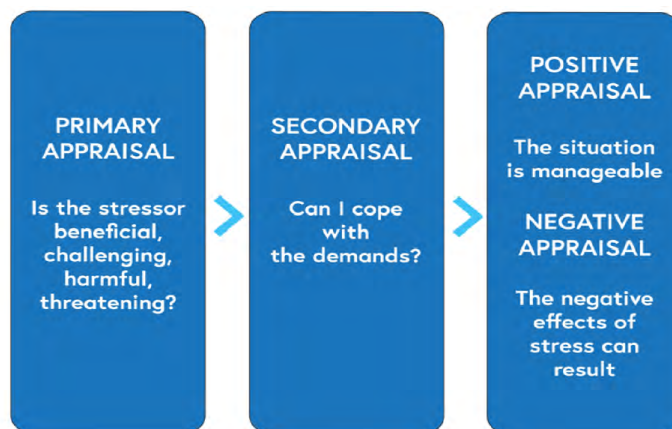 PRIMARY
APPRAISAL
Is the stressor
beneficial,
challenging,
harmful,
threatening?
SECONDARY
APPRAISAL
Can I cope
with
the demands?
POSITIVE
APPRAISAL
The situation
is manageable
NEGATIVE
APPRAISAL
The negative
effects of
stress can
result